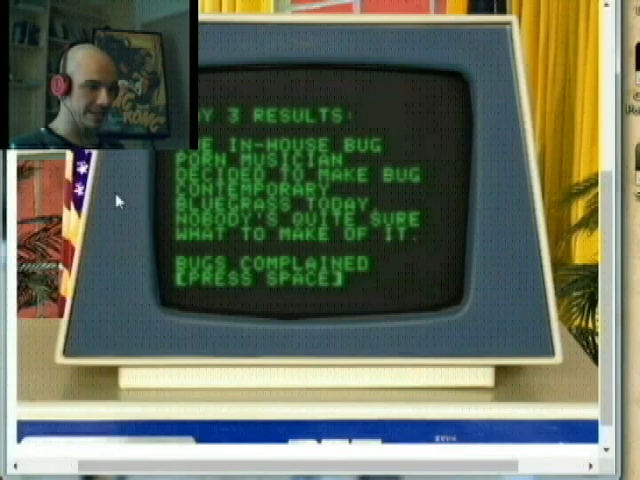 3 RESULTS:
IN-HOUSE BUG
PORN MUSICIAN
DECIDED TO MAKE BUG
CONTEMPORARY
BLUEGRASS TODAY.
NOBODY'S QUITE SURE
WHAT TO MAKE OF IT.
BUGS COMPLAINED
[PRESS SPACE]
KONG